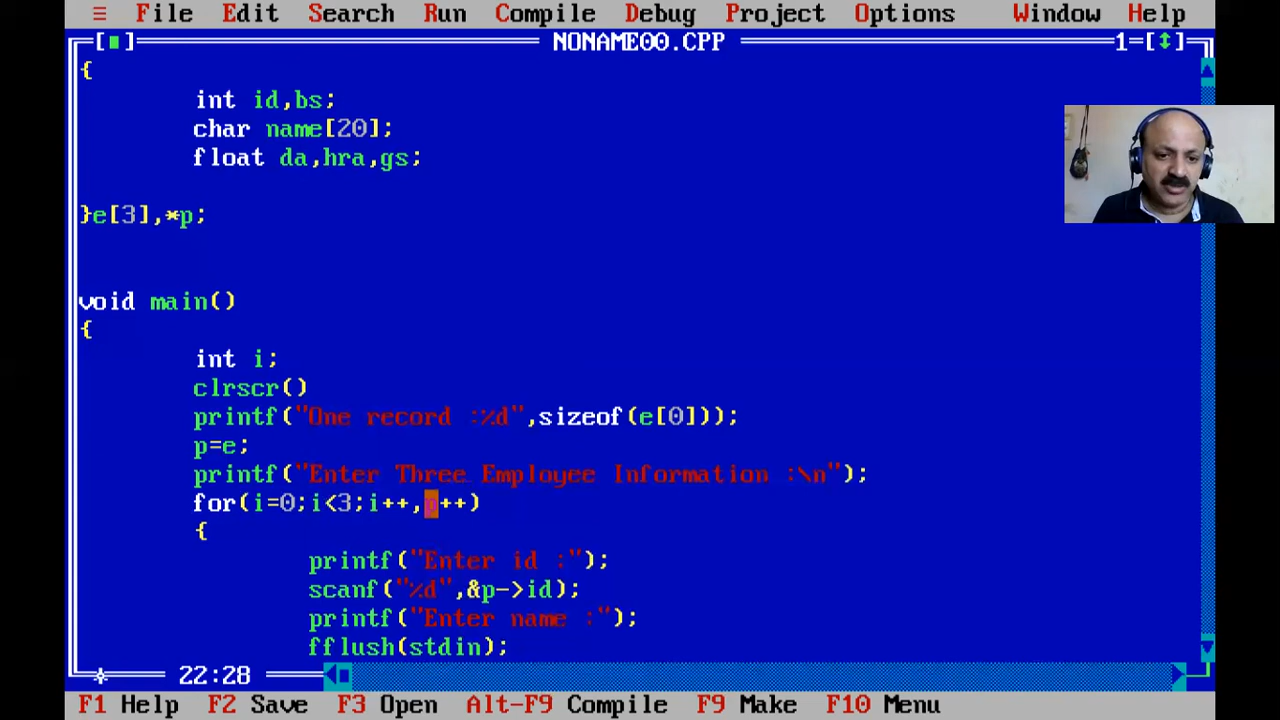 ≡ File Edit Search Run Compile Debug Project Options Window Help
[■] NONAME00.CPP 1=[↕]
{
int id,bs;
char name[20];
float da,hra,gs;
}e[3],*p;
void main()
{
int i;
clrscr()
printf("One record :%d",sizeof(e[0]));
p=e;
printf("Enter Three Employee Information :\n");
for(i=0;i<3;i++,p++)
{
printf("Enter id :");
scanf("%d",&p->id);
printf("Enter name :");
fflush(stdin);
22:28
F1 Help F2 Save F3 Open Alt-F9 Compile F9 Make F10 Menu